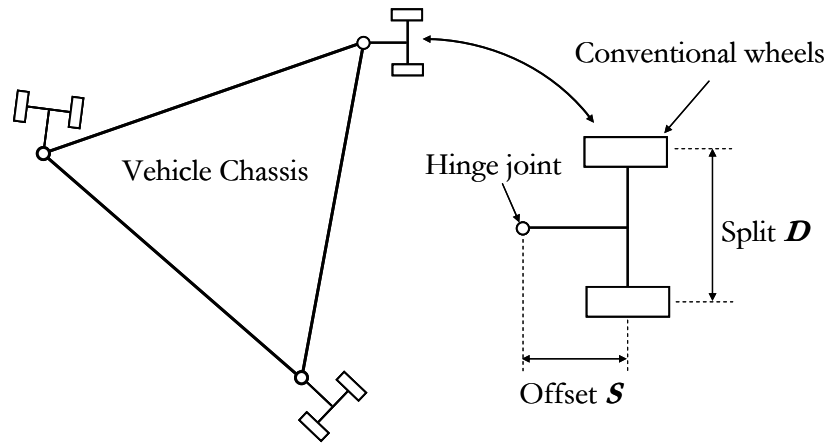 Conventional wheels
Hinge joint
Vehicle Chassis
Split D
Offset S